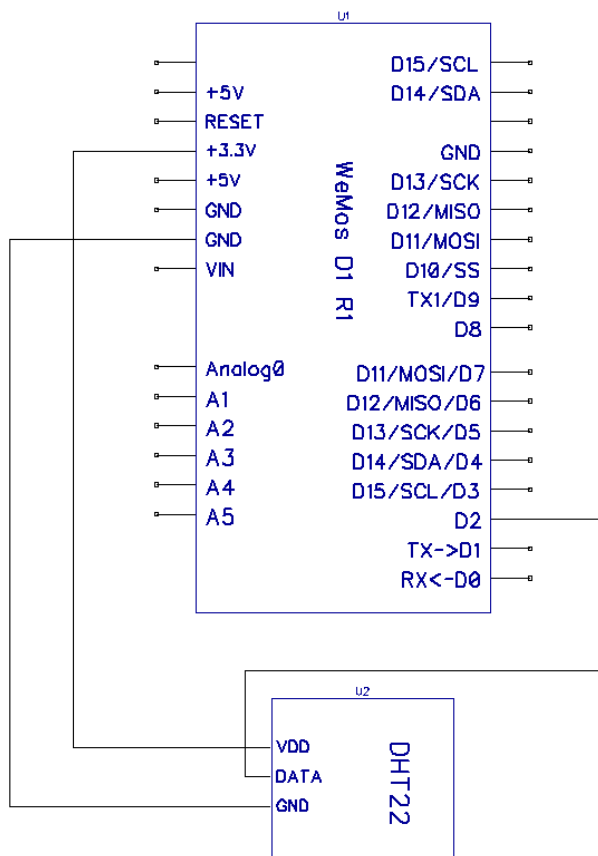 U1
+5V
RESET
+3.3V
+5V
GND
GND
VIN
Analog0
A1
A2
A3
A4
A5
WeMos D1 R1
D15/SCL
D14/SDA
GND
D13/SCK
D12/MISO
D11/MOSI
D10/SS
TX1/D9
D8
D11/MOSI/D7
D12/MISO/D6
D13/SCK/D5
D14/SDA/D4
D15/SCL/D3
D2
TX->D1
RX<-D0
U2
VDD
DATA
GND
DHT22